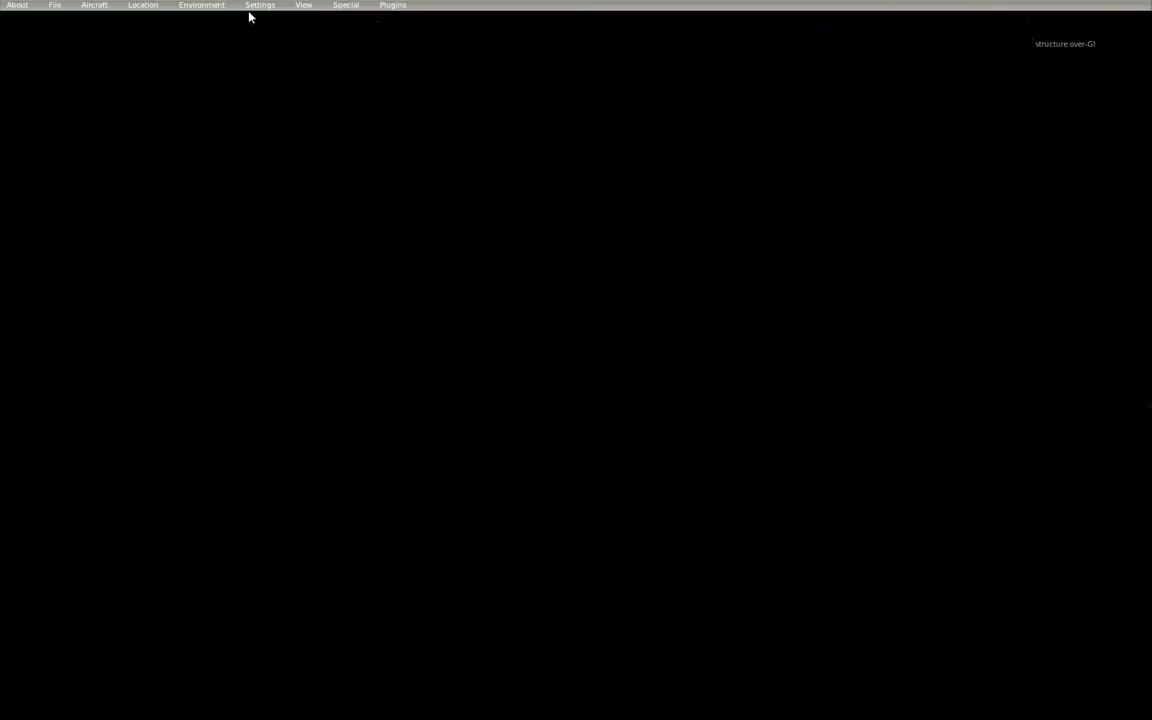 About File Aircraft Location Environment Settings View Special Plugins
structure over-G!